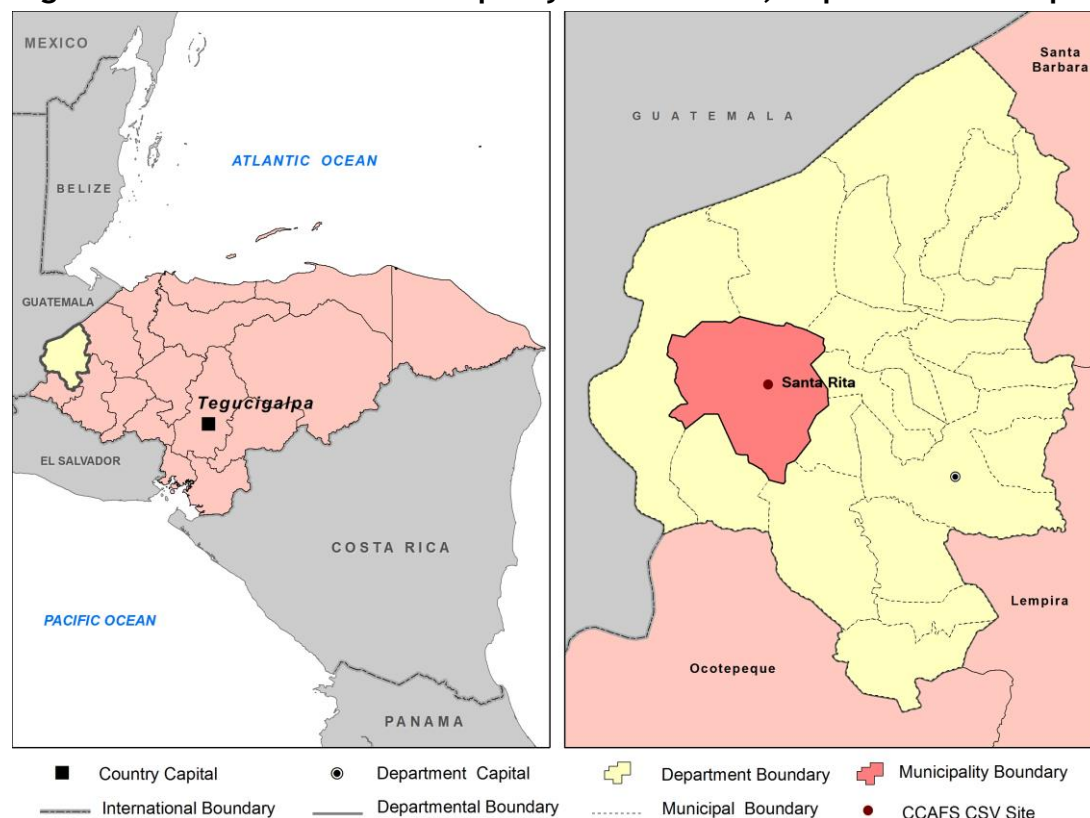 MEXICO
BELIZE
GUATEMALA
ATLANTIC OCEAN
Tegucigalpa
EL SALVADOR
COSTA RICA
PACIFIC OCEAN
PANAMA
GUATEMALA
Santa
Barbara
Santa Rita
Lempira
Ocotepeque
Country Capital
Department Capital
Department Boundary
Municipality Boundary
International Boundary
Departmental Boundary
Municipal Boundary
CCAFS CSV Site